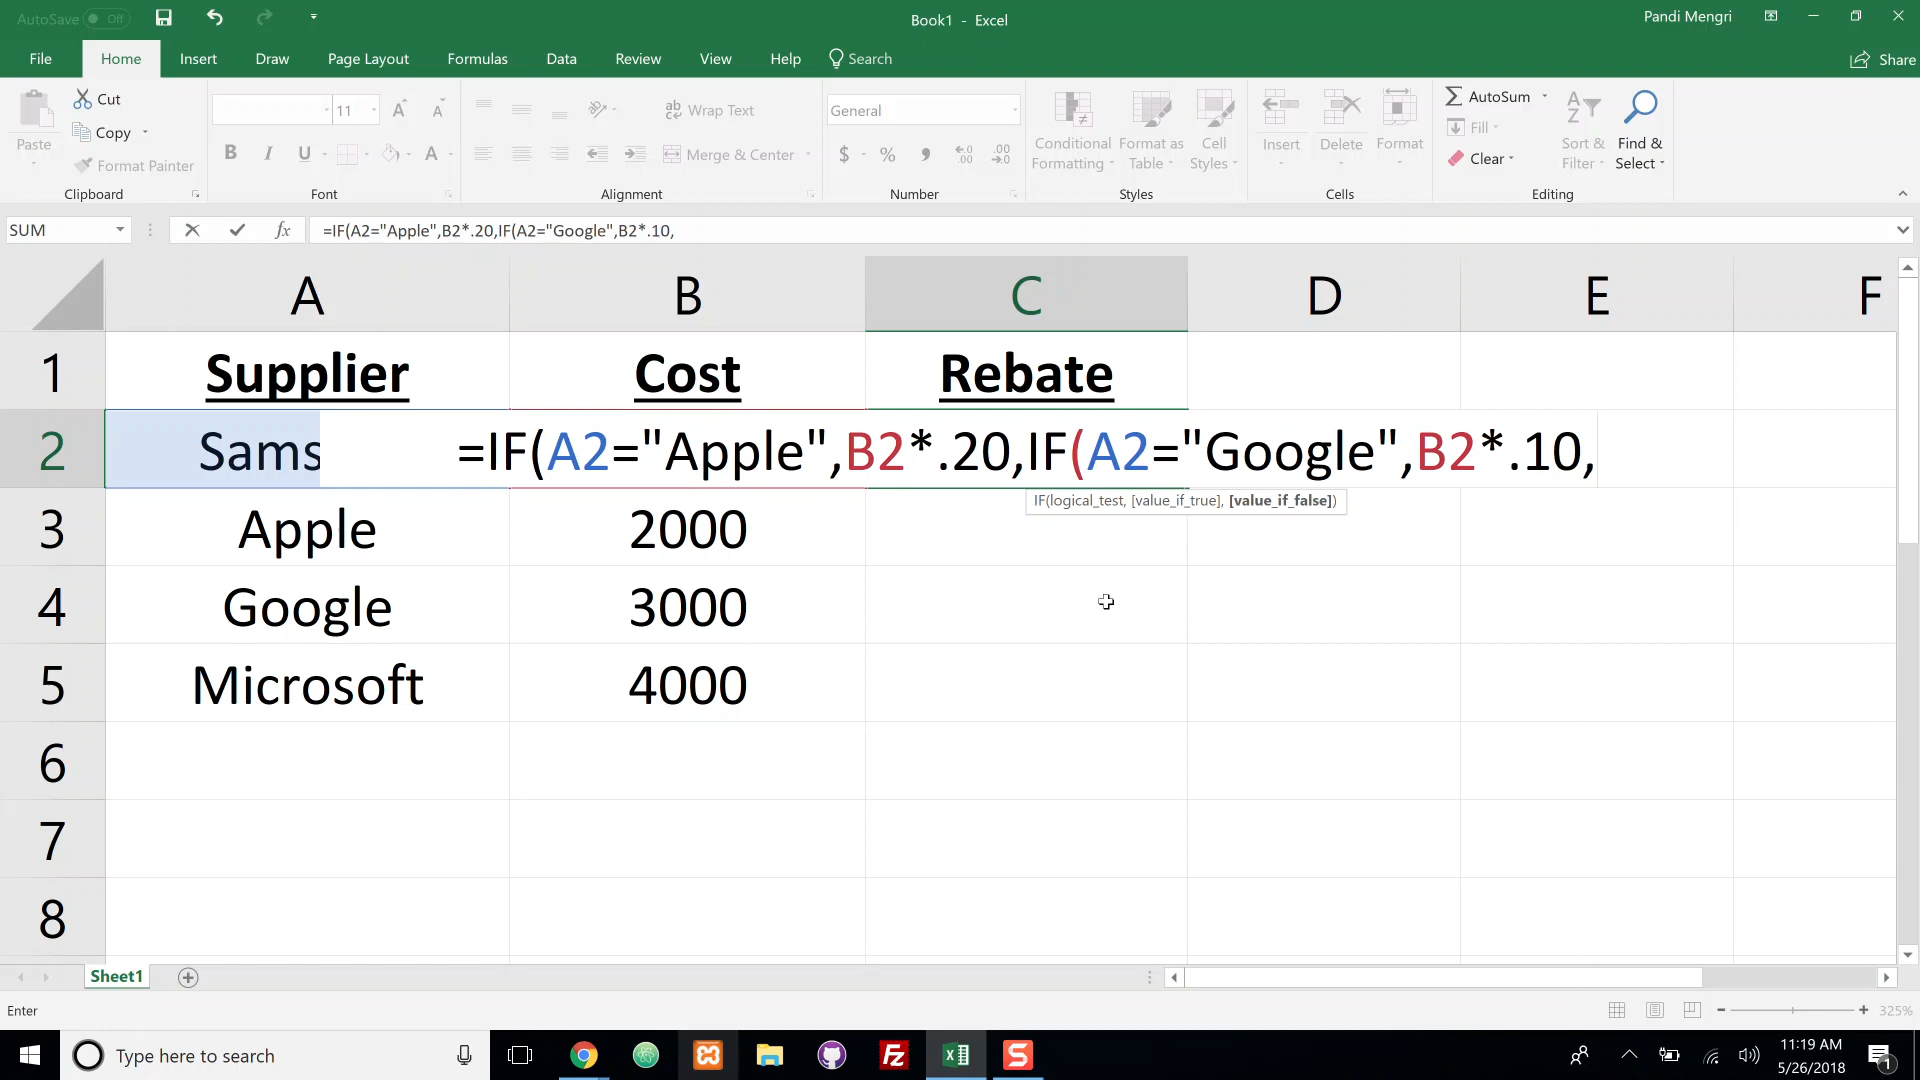 AutoSave Off
Book1 - Excel
Pandi Mengri
File Home Insert Draw Page Layout Formulas Data Review View Help Search Share
Paste
Cut
Copy
Format Painter
Clipboard
11
A A
B I U A
Font
ab Wrap Text
Merge & Center
Alignment
General
$ % ,
Number
Conditional Formatting
Format as Table
Cell Styles
Styles
Insert
Delete
Format
Cells
AutoSum
Fill
Clear
Sort & Filter
Find & Select
Editing
SUM
fx
=IF(A2="Apple",B2*.20,IF(A2="Google",B2*.10,
A B C D E F
1 Supplier Cost Rebate
2 Sams =IF(A2="Apple",B2*.20,IF(A2="Google",B2*.10,
IF(logical_test, [value_if_true], [value_if_false])
3 Apple 2000
4 Google 3000
5 Microsoft 4000
6
7
8
Sheet1
Enter
325%
Type here to search
11:19 AM
5/26/2018
1